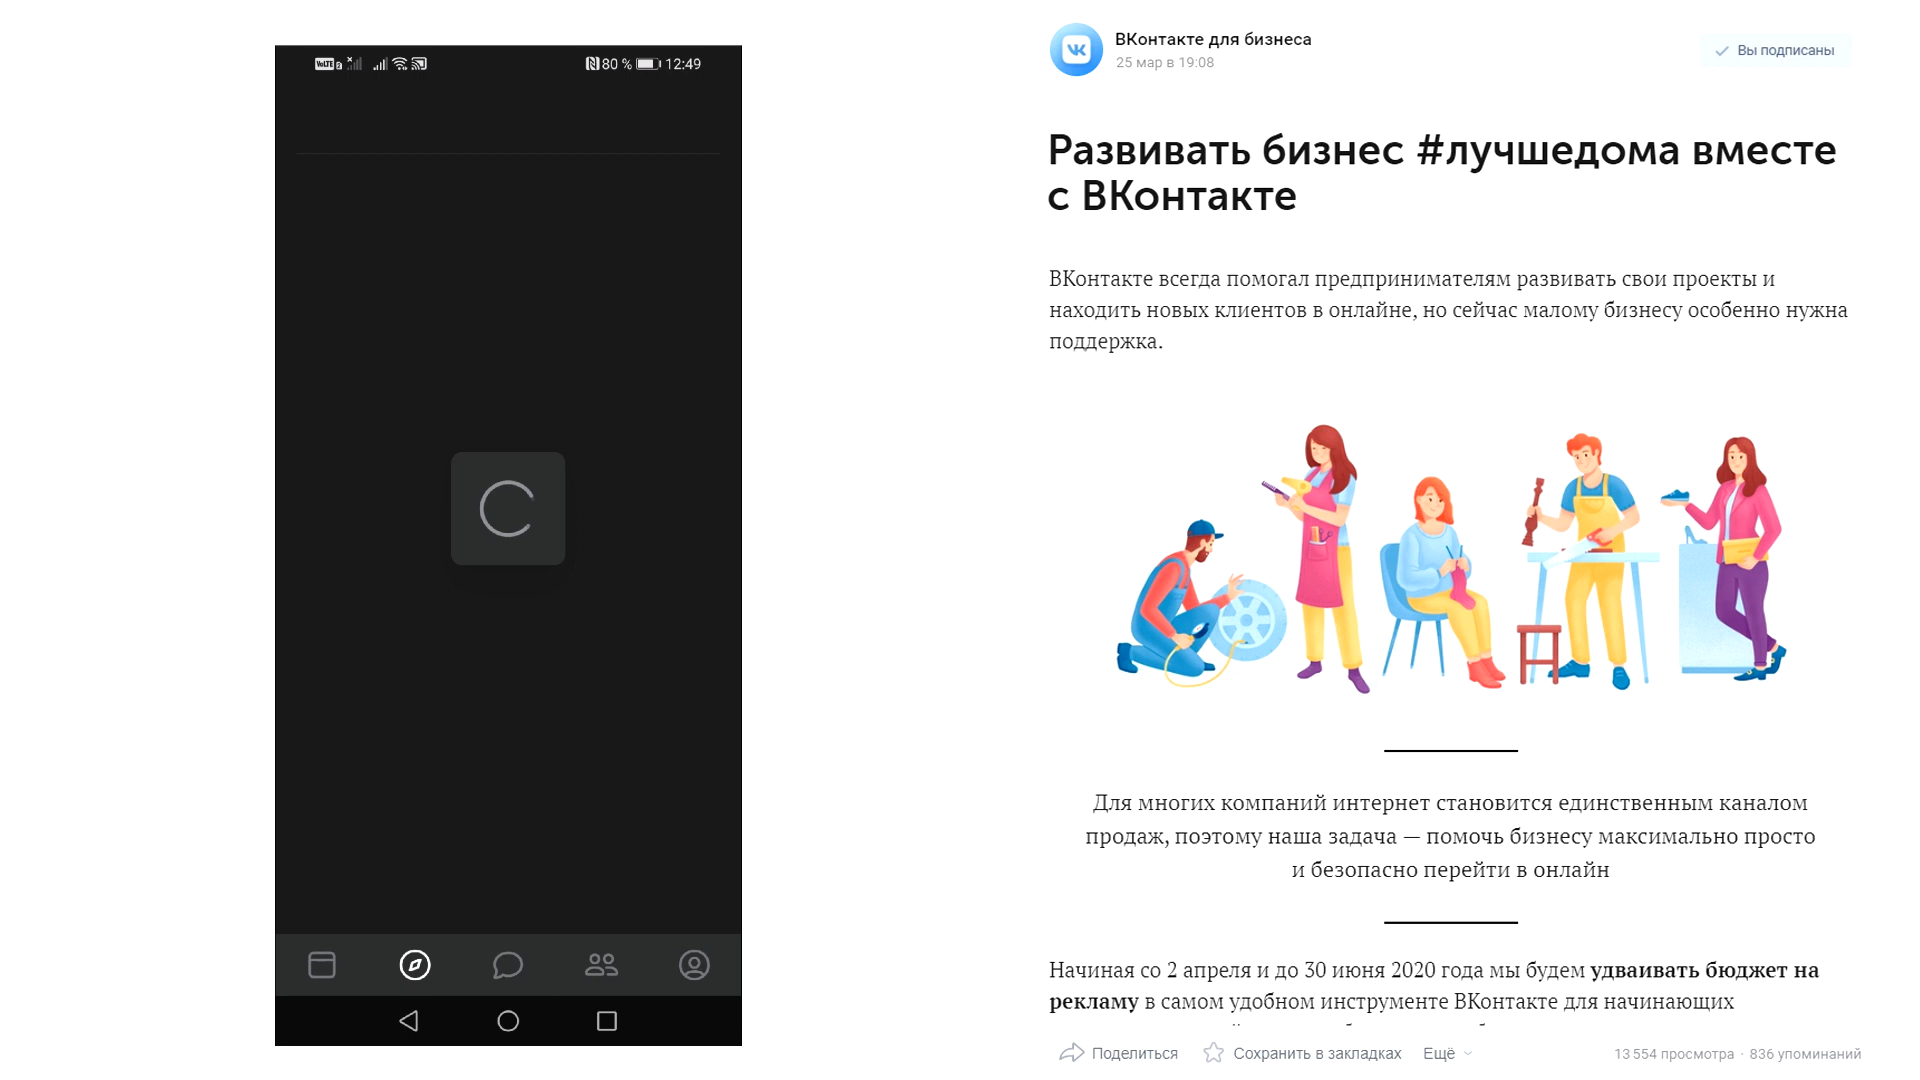 VoLTE
80 %
12:49
ВКонтакте для бизнеса
25 мар в 19:08
Вы подписаны
Развивать бизнес #лучшедома вместе
с ВКонтакте
ВКонтакте всегда помогал предпринимателям развивать свои проекты и
находить новых клиентов в онлайне, но сейчас малому бизнесу особенно нужна
поддержка.
Для многих компаний интернет становится единственным каналом
продаж, поэтому наша задача — помочь бизнесу максимально просто
и безопасно перейти в онлайн
Начиная со 2 апреля и до 30 июня 2020 года мы будем удваивать бюджет на
рекламу в самом удобном инструменте ВКонтакте для начинающих
Поделиться
Сохранить в закладках
Ещё
13 554 просмотра · 836 упоминаний